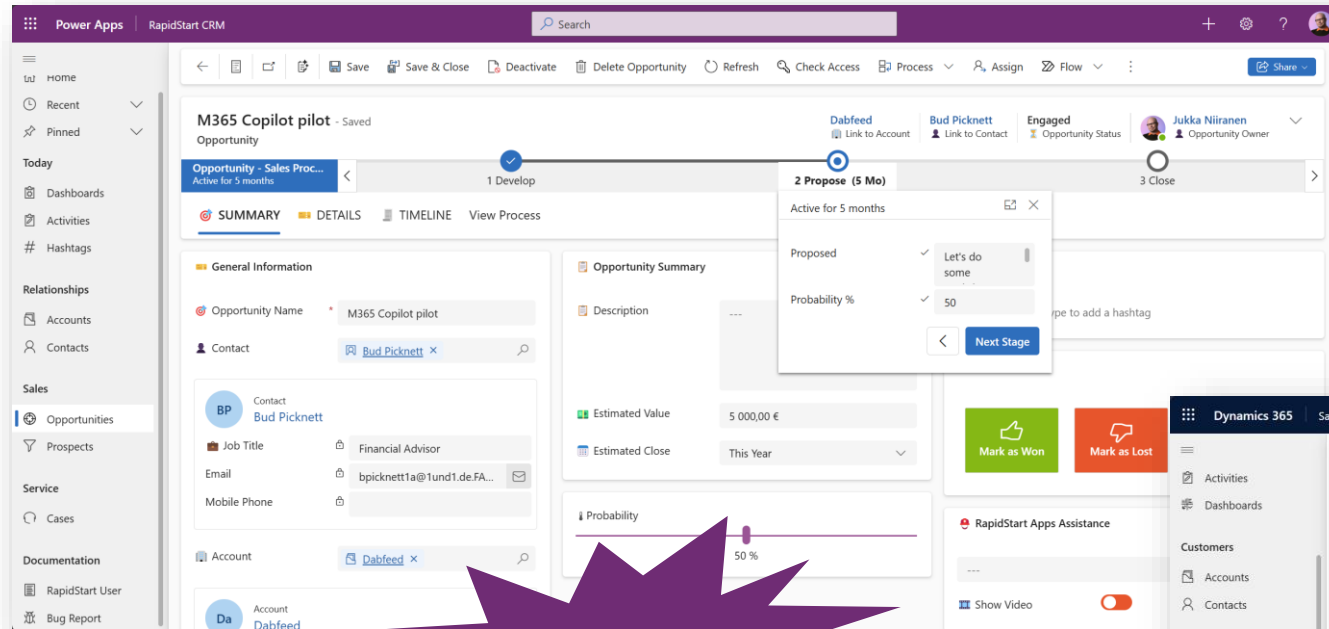 Power Apps RapidStart CRM Search
Home
Recent
Pinned
Today
Dashboards
Activities
# Hashtags
Relationships
Accounts
Contacts
Sales
Opportunities
Prospects
Service
Cases
Documentation
RapidStart User
Bug Report
Save Save & Close Deactivate Delete Opportunity Refresh Check Access Process Assign Flow Share
M365 Copilot pilot - Saved
Opportunity
Dabfeed
Link to Account
Bud Picknett
Link to Contact
Engaged
Opportunity Status
Jukka Niiranen
Opportunity Owner
Opportunity - Sales Proc...
Active for 5 months
1 Develop
2 Propose (5 Mo)
3 Close
SUMMARY DETAILS TIMELINE View Process
Active for 5 months
Proposed
Let's do
some
Probability %
50
Next Stage
General Information
Opportunity Name * M365 Copilot pilot
Contact Bud Picknett
BP
Contact
Bud Picknett
Job Title Financial Advisor
Email bpicknett1a@1und1.de.FA...
Mobile Phone
Account Dabfeed
Da
Account
Dabfeed
Opportunity Summary
Description ---
Estimated Value 5 000,00 €
Estimated Close This Year
Probability
50 %
to add a hashtag
Mark as Won
Mark as Lost
RapidStart Apps Assistance
---
Show Video
Dynamics 365
Activities
Dashboards
Customers
Accounts
Contacts